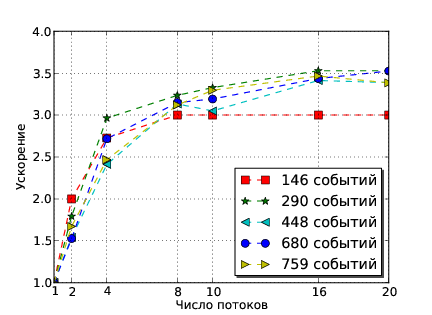 4.0
3.5
3.0
2.5
2.0
1.5
1.0
Ускорение
146 событий
290 событий
448 событий
680 событий
759 событий
1 2 4 8 10 16 20
Число потоков